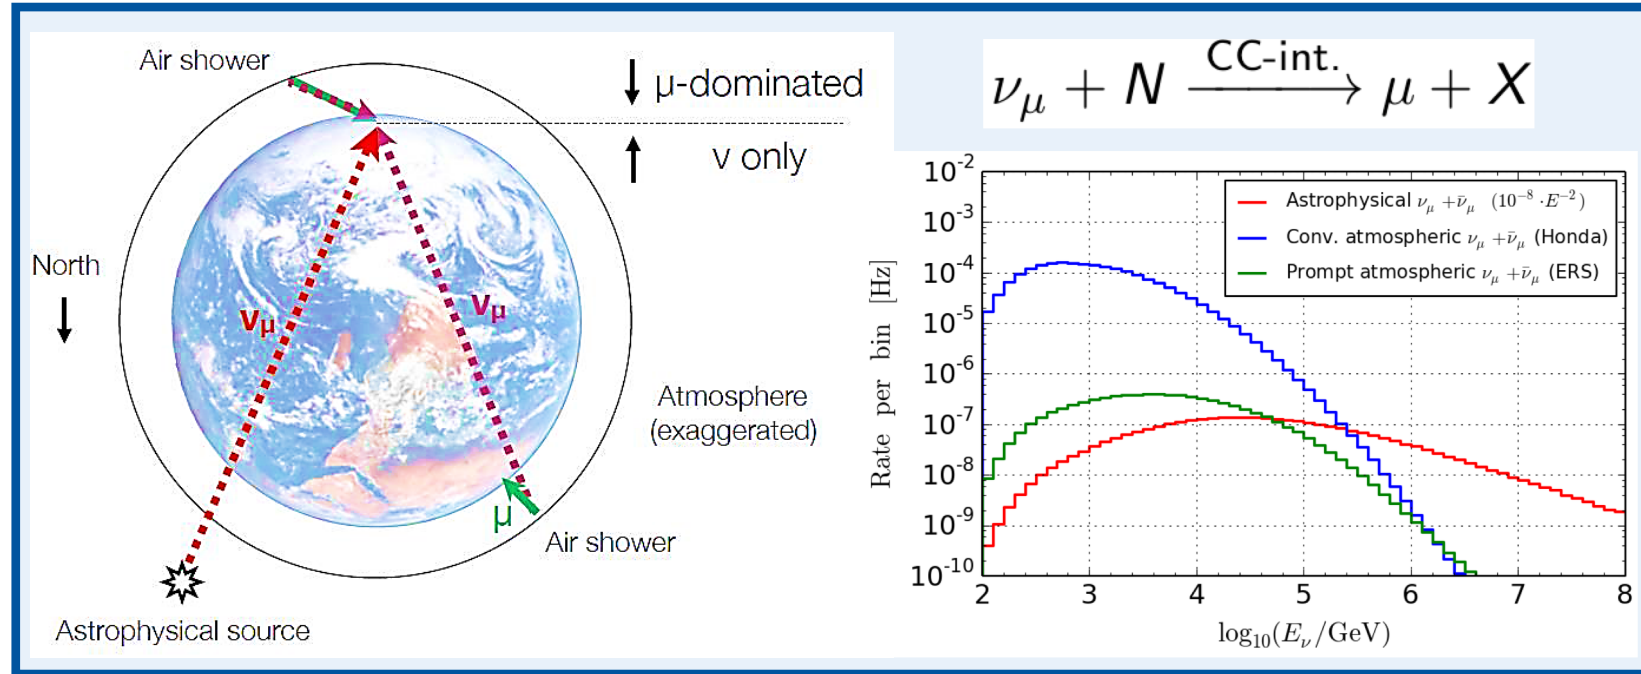 Air shower
↓ μ-dominated
↑ ν only
North
↓
νμ
νμ
Atmosphere
(exaggerated)
μ
Air shower
Astrophysical source
νμ + N CC-int.⟶ μ + X
10⁻²
10⁻³
10⁻⁴
10⁻⁵
10⁻⁶
10⁻⁷
10⁻⁸
10⁻⁹
10⁻¹⁰
Rate per bin [Hz]
Astrophysical νμ + ν̄μ (10⁻⁸ · E⁻²)
Conv. atmospheric νμ + ν̄μ (Honda)
Prompt atmospheric νμ + ν̄μ (ERS)
2 3 4 5 6 7 8
log₁₀(Eν/GeV)